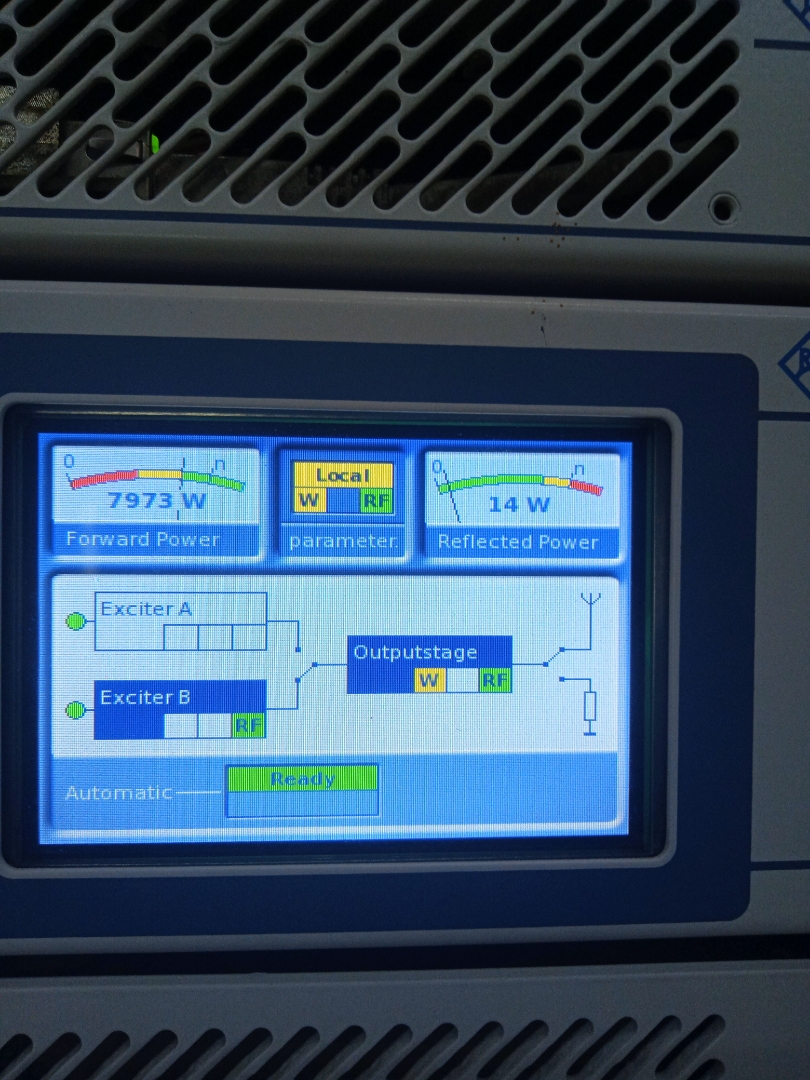 0 n
7973 W
Forward Power
Local
W RF
parameter.
0 n
14 W
Reflected Power
Exciter A
Exciter B
RF
Outputstage
W RF
Automatic
Ready